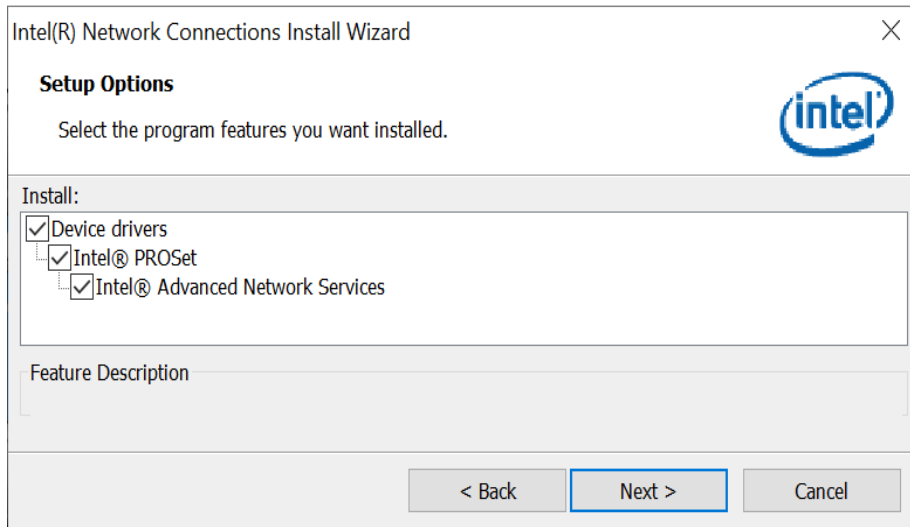 Intel(R) Network Connections Install Wizard
Setup Options
Select the program features you want installed.
intel
Install:
Device drivers
Intel® PROSet
Intel® Advanced Network Services
Feature Description
< Back
Next >
Cancel